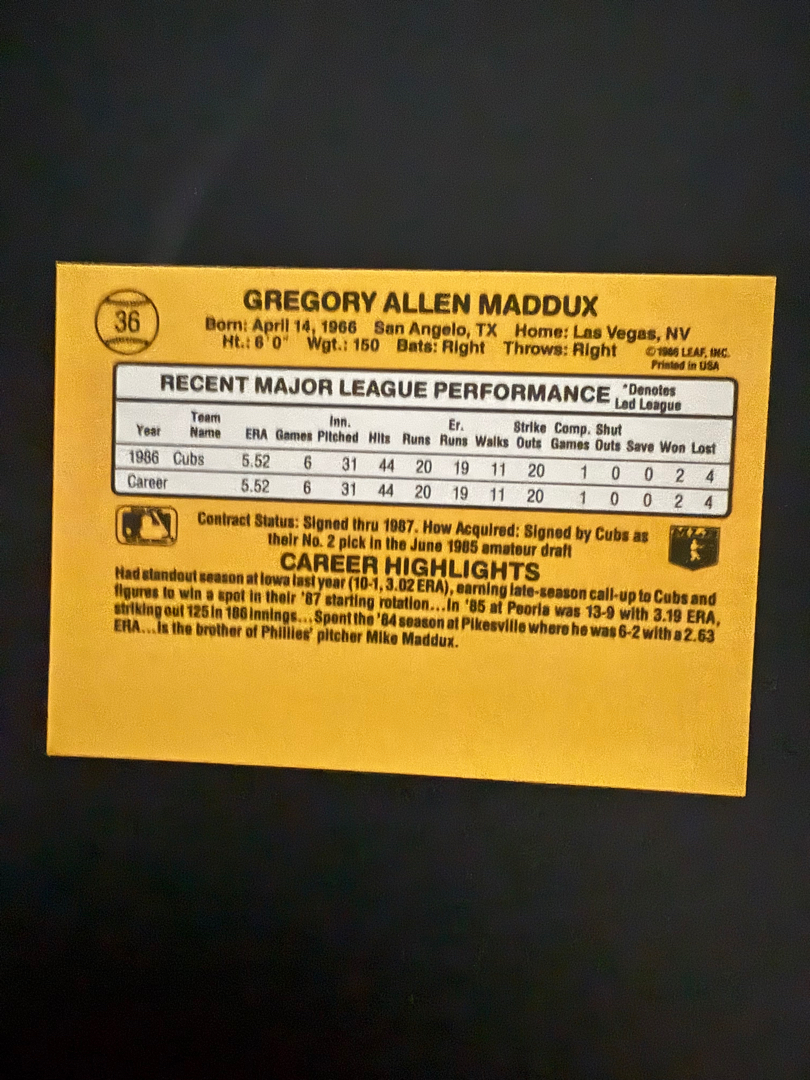 36
GREGORY ALLEN MADDUX
Born: April 14, 1966 San Angelo, TX Home: Las Vegas, NV
Ht.: 6'0" Wgt.: 150 Bats: Right Throws: Right
©1986 LEAF, INC.
Printed in USA
RECENT MAJOR LEAGUE PERFORMANCE *Denotes Led League
Year Team Name ERA Games Inn. Pitched Hits Runs Er. Runs Walks Strike Outs Comp. Games Shut Outs Save Won Lost
1986 Cubs 5.52 6 31 44 20 19 11 20 1 0 0 2 4
Career 5.52 6 31 44 20 19 11 20 1 0 0 2 4
Contract Status: Signed thru 1987. How Acquired: Signed by Cubs as
their No. 2 pick in the June 1985 amateur draft
CAREER HIGHLIGHTS
Had standout season at Iowa last year (10-1, 3.02 ERA), earning late-season call-up to Cubs and
figures to win a spot in their '87 starting rotation...In '85 at Peoria was 13-9 with 3.19 ERA,
striking out 125 in 186 innings...Spent the '84 season at Pikesville where he was 6-2 with a 2.63
ERA...Is the brother of Phillies' pitcher Mike Maddux.